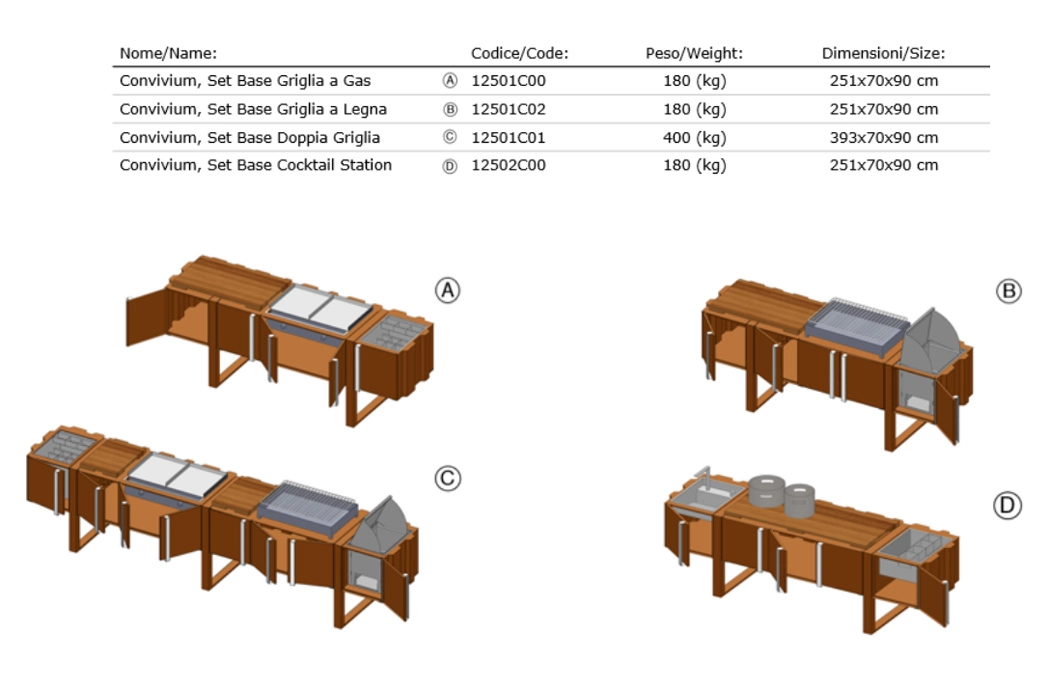 Nome/Name: Codice/Code: Peso/Weight: Dimensioni/Size:
Convivium, Set Base Griglia a Gas Ⓐ 12501C00 180 (kg) 251x70x90 cm
Convivium, Set Base Griglia a Legna Ⓑ 12501C02 180 (kg) 251x70x90 cm
Convivium, Set Base Doppia Griglia Ⓒ 12501C01 400 (kg) 393x70x90 cm
Convivium, Set Base Cocktail Station Ⓓ 12502C00 180 (kg) 251x70x90 cm
Ⓐ
Ⓑ
Ⓒ
Ⓓ